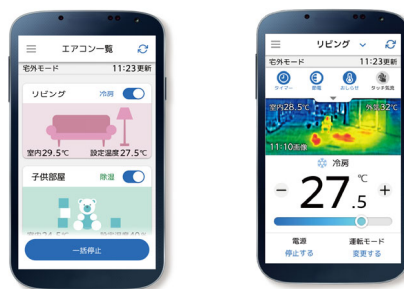 エアコン一覧
宅外モード 11:23更新
リビング 冷房
室内29.5℃ 設定温度27.5℃
子供部屋 除湿
一括停止
リビング
宅外モード 11:23更新
タイマー 節電 おしらせ タッチ気流
室内28.5℃ 外気32℃
11:10画像
冷房
− 27.5℃ +
電源 運転モード
停止する 変更する